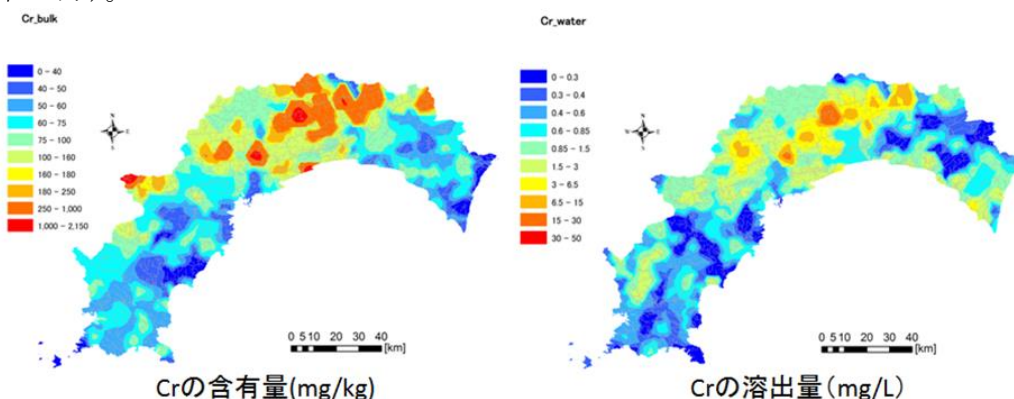 Cr_bulk
0 - 40
40 - 50
50 - 60
60 - 75
75 - 100
100 - 160
160 - 180
180 - 250
250 - 1,000
1,000 - 2,150
N
E
S
0 5 10 20 30 40
[km]
Crの含有量(mg/kg)
Cr_water
0 - 0.3
0.3 - 0.4
0.4 - 0.6
0.6 - 0.85
0.85 - 1.5
1.5 - 3
3 - 6.5
6.5 - 15
15 - 30
30 - 50
N
W
E
S
0 5 10 20 30 40
[km]
Crの溶出量(mg/L)